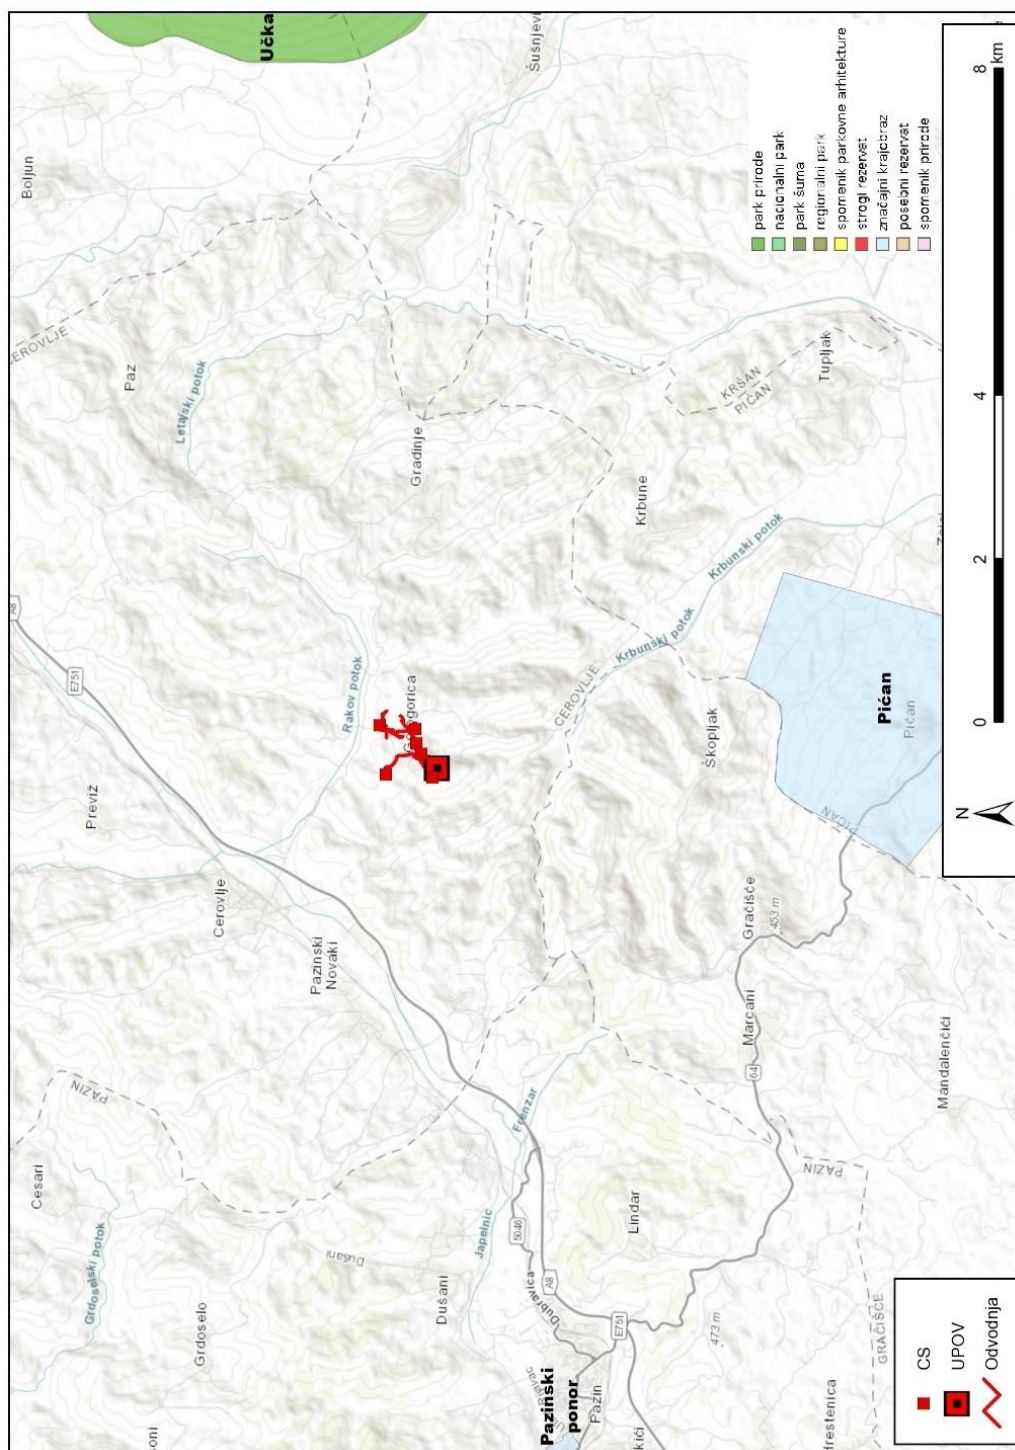 Učka
Boljun
Šušnjevi
CEROVLJE
Paz
Letajski potok
Gradinje
KRŠAN
PIĆAN
Tupljak
Krbune
A8
E751
Rakov potok
Krbunski potok
Krbunski potok
CEROVLJE
Previž
Škopljak
Pićan
Pićan
PIĆAN
Cerovlje
Pazinski
Novaki
Gračišće
453 m
Marcani
64
Mandalenčići
PAZIN
Cesari
Grdoselski potok
Frenzar
PAZIN
Lindar
Japelnic
5046
Dušani
Dušani
Dubravica
A8
E751
473 m
GRAČIŠĆE
Grdoselo
Pazinski
ponor
Pazin
park prirode
nacionalni park
park šuma
regionalni park
spomenik parkovne arhitekture
strogi rezervat
značajni krajobraz
posebni rezervat
spomenik prirode
N
0
2
4
8
km
CS
UPOV
Odvodnja